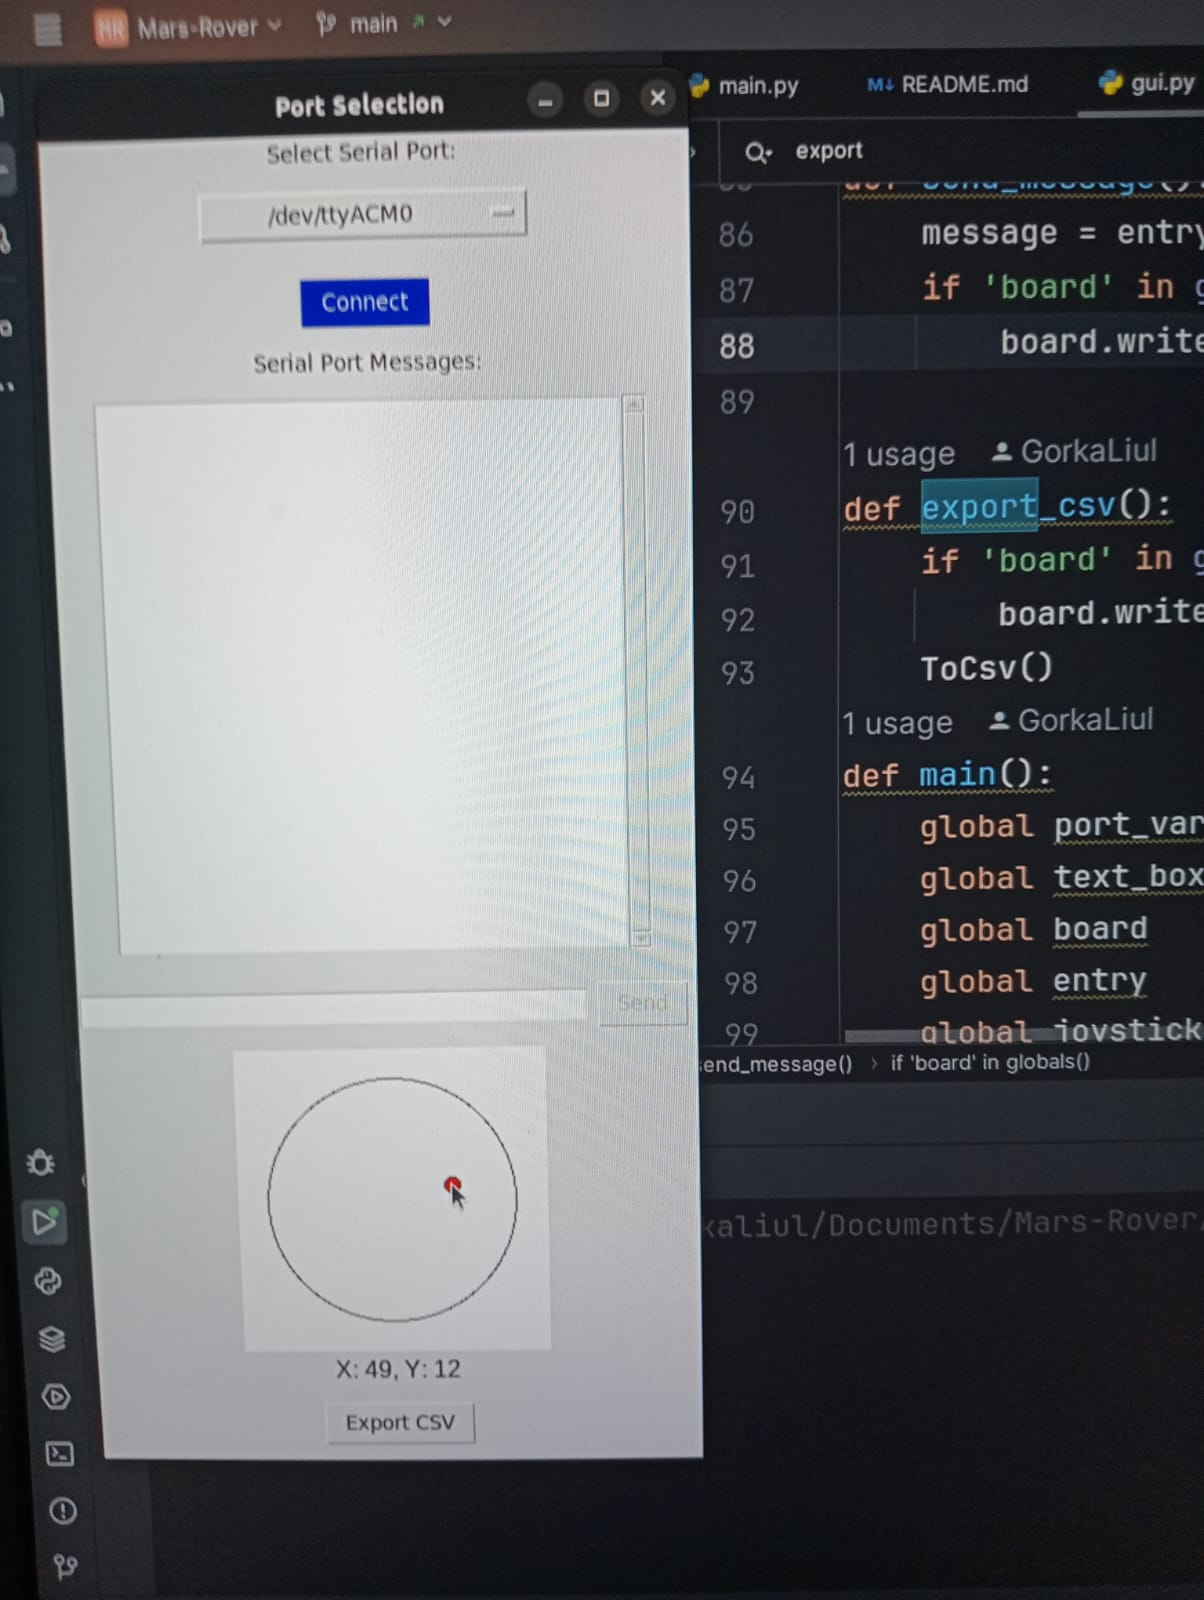 MR Mars-Rover main
Port Selection
Select Serial Port:
/dev/ttyACM0
Connect
Serial Port Messages:
Send
X: 49, Y: 12
Export CSV
main.py README.md gui.py
export
86 message = entry
87 if 'board' in g
88 board.write
89
1 usage GorkaLiul
90 def export_csv():
91 if 'board' in g
92 board.write
93 ToCsv()
1 usage GorkaLiul
94 def main():
95 global port_var
96 global text_box
97 global board
98 global entry
99 global joystick
end_message() › if 'board' in globals()
kaliul/Documents/Mars-Rover